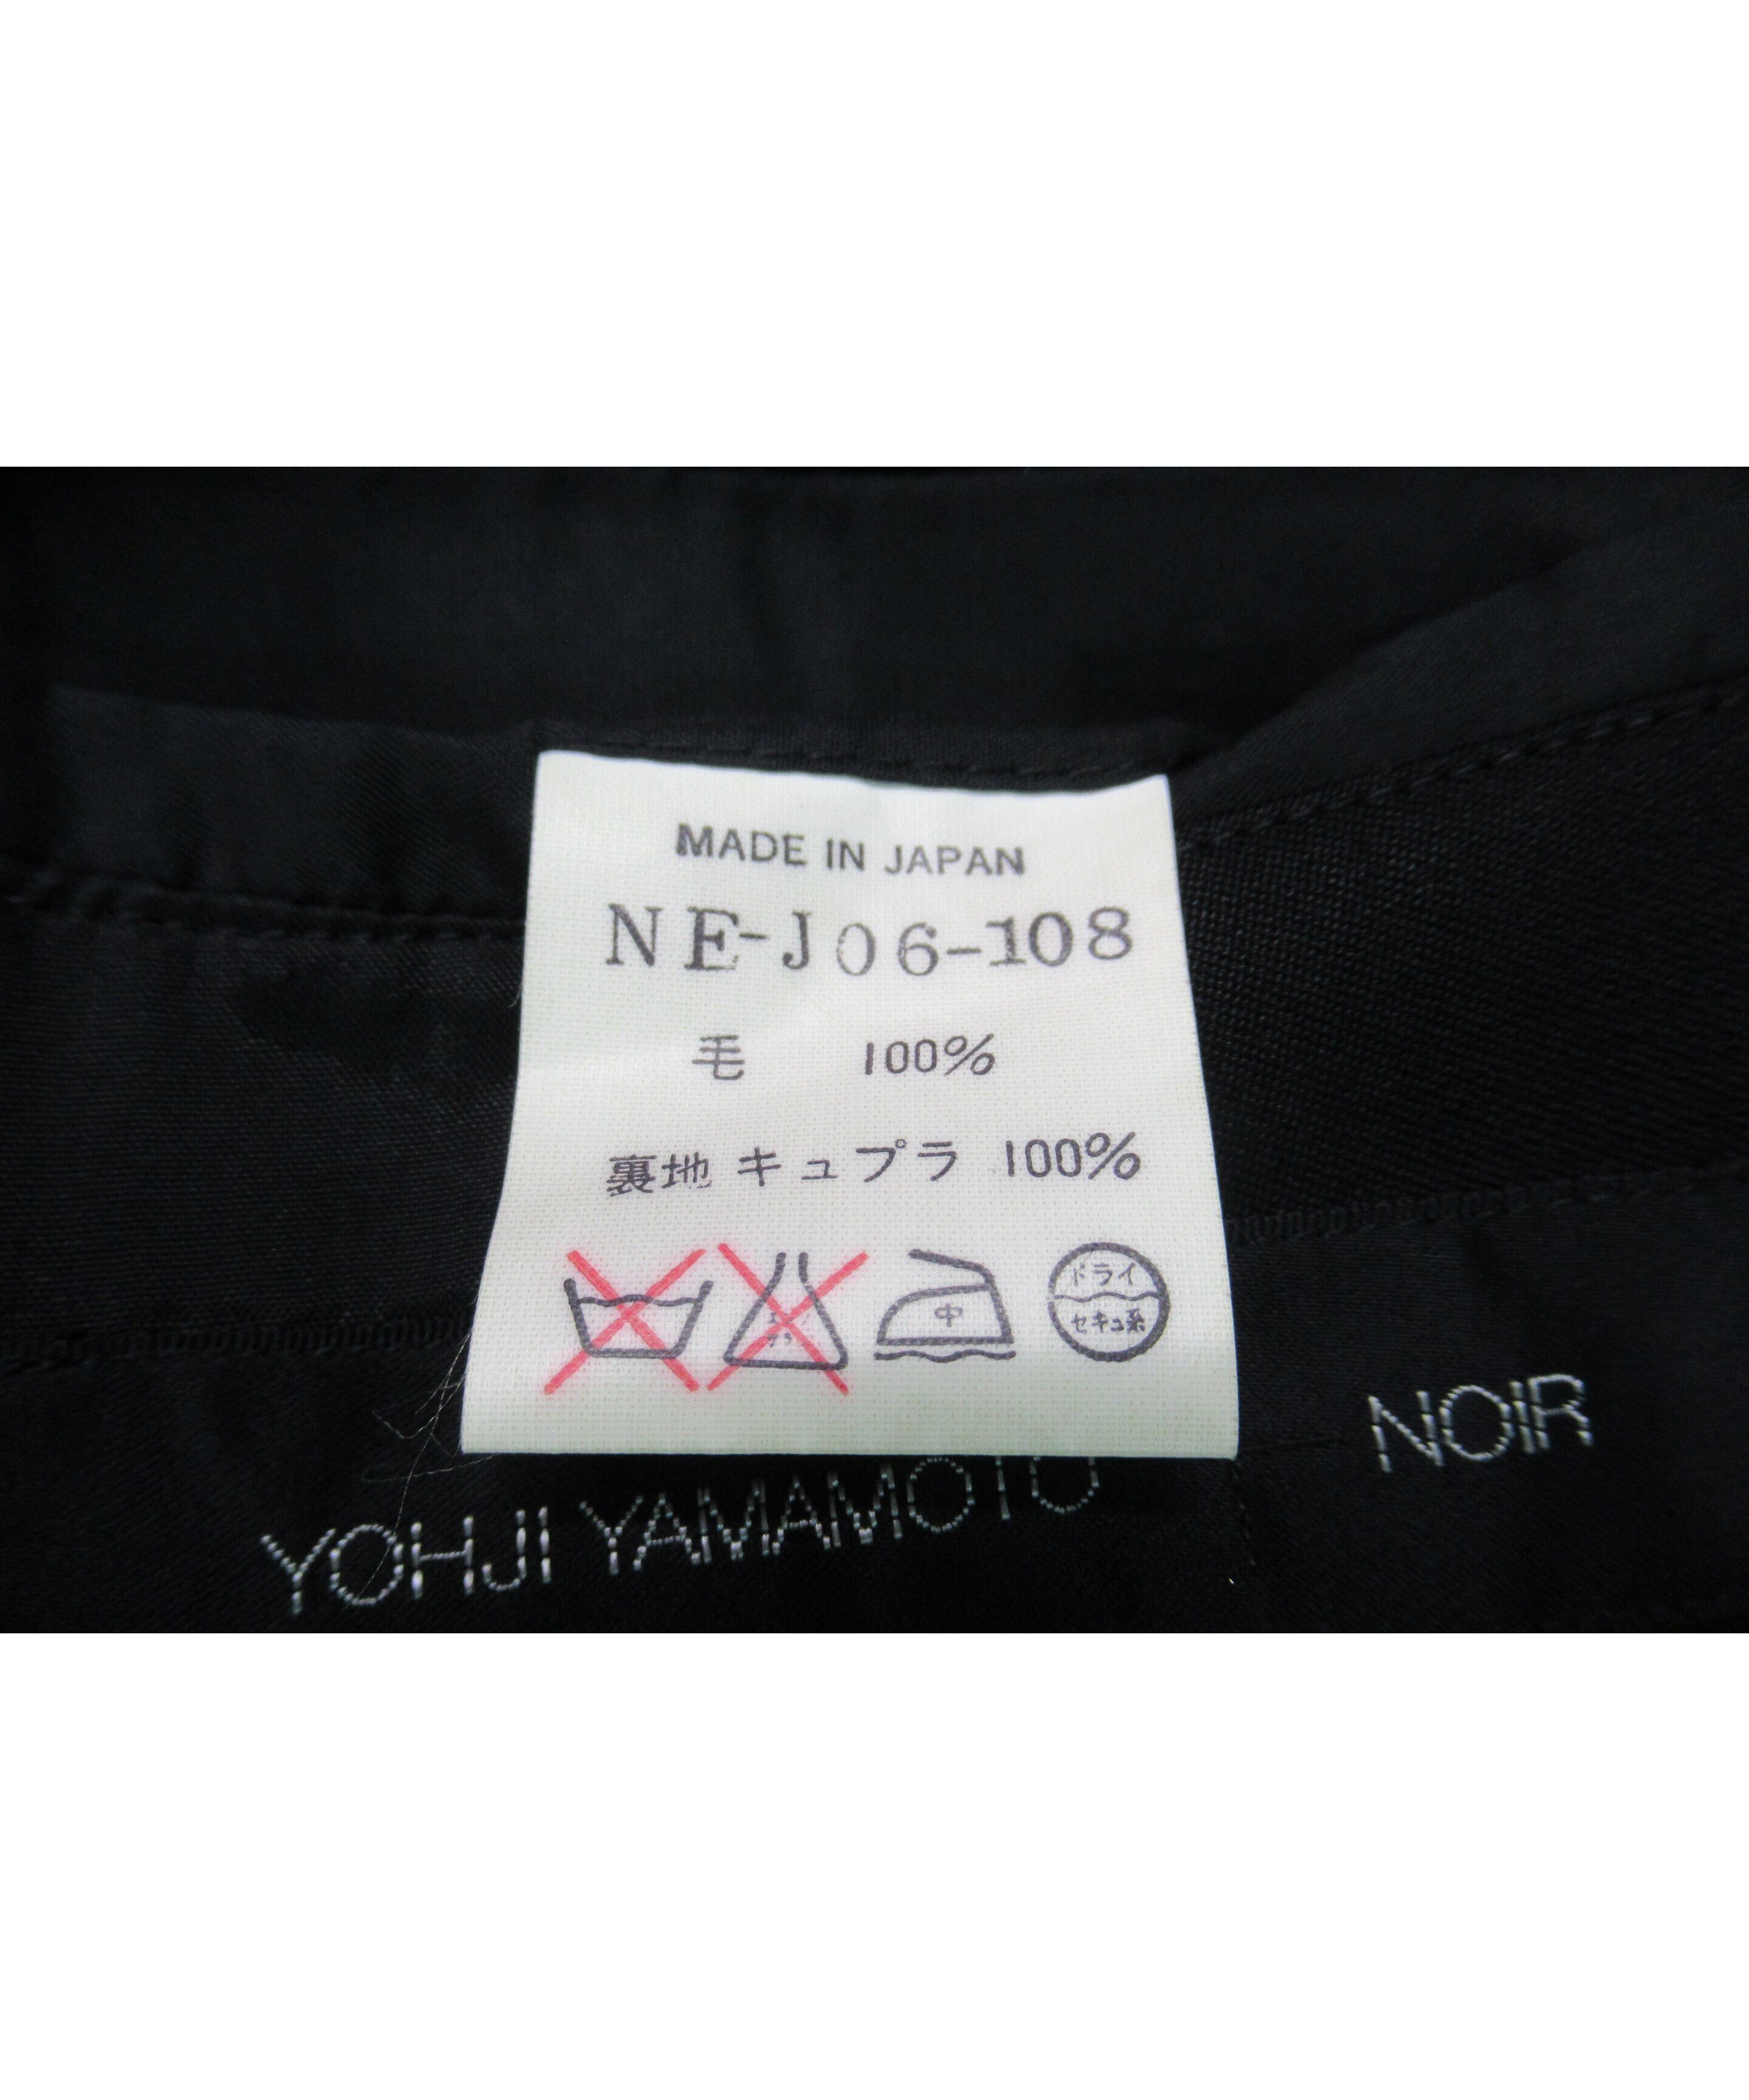 MADE IN JAPAN
NE-J06-108
毛 100%
裏地 キュプラ 100%
中
ドライ
セキユ系
YOHJI YAMAMOTO NOIR